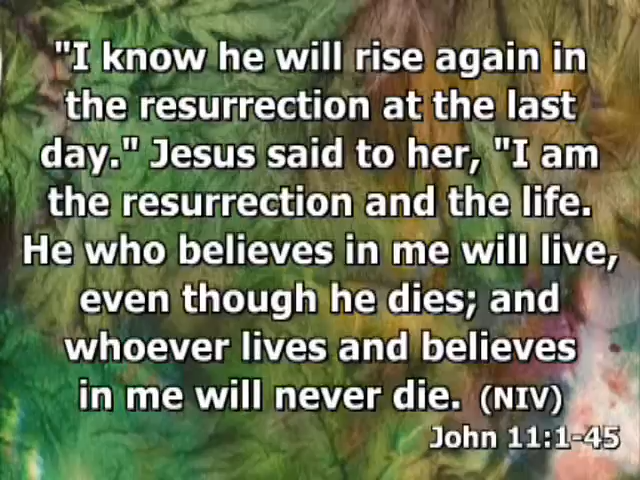 "I know he will rise again in
the resurrection at the last
day." Jesus said to her, "I am
the resurrection and the life.
He who believes in me will live,
even though he dies; and
whoever lives and believes
in me will never die. (NIV)
John 11:1-45